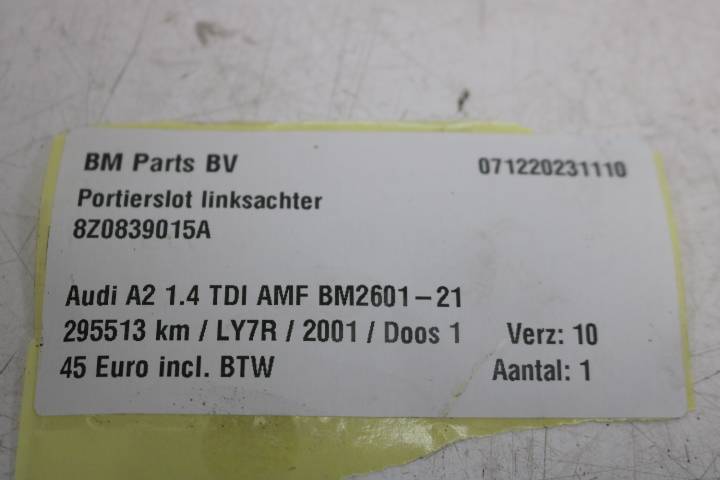 BM Parts BV 071220231110
Portierslot linksachter
8Z0839015A
Audi A2 1.4 TDI AMF BM2601-21
295513 km / LY7R / 2001 / Doos 1 Verz: 10
45 Euro incl. BTW Aantal: 1